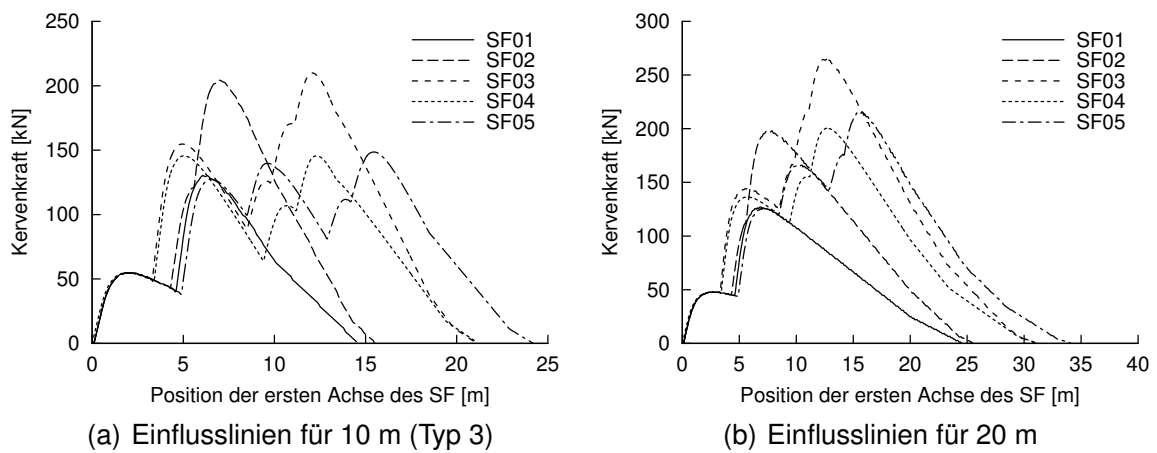 250
200
150
100
50
0
Kervenkraft [kN]
0 5 10 15 20 25
Position der ersten Achse des SF [m]
SF01
SF02
SF03
SF04
SF05
(a) Einflusslinien für 10 m (Typ 3)
300
250
200
150
100
50
0
Kervenkraft [kN]
0 5 10 15 20 25 30 35 40
Position der ersten Achse des SF [m]
SF01
SF02
SF03
SF04
SF05
(b) Einflusslinien für 20 m